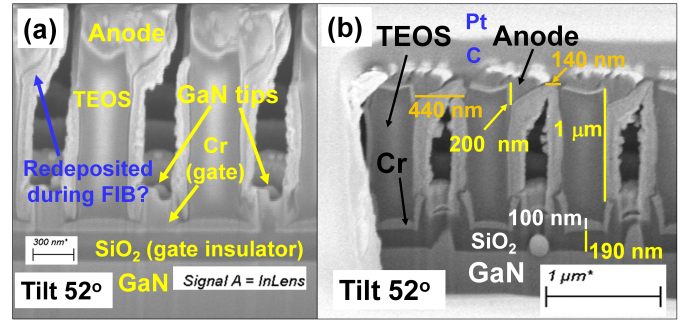 (a)
Anode
TEOS
GaN tips
Cr
(gate)
Redeposited
during FIB?
300 nm*
SiO₂ (gate insulator)
GaN
Signal A = InLens
Tilt 52°
(b)
Pt
C
TEOS
Anode
140 nm
440 nm
200 nm
1 μm
Cr
100 nm
SiO₂
190 nm
GaN
1 μm*
Tilt 52°